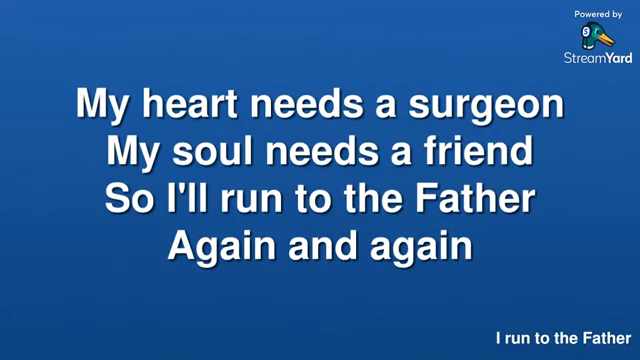 Powered by
StreamYard
My heart needs a surgeon
My soul needs a friend
So I'll run to the Father
Again and again
I run to the Father